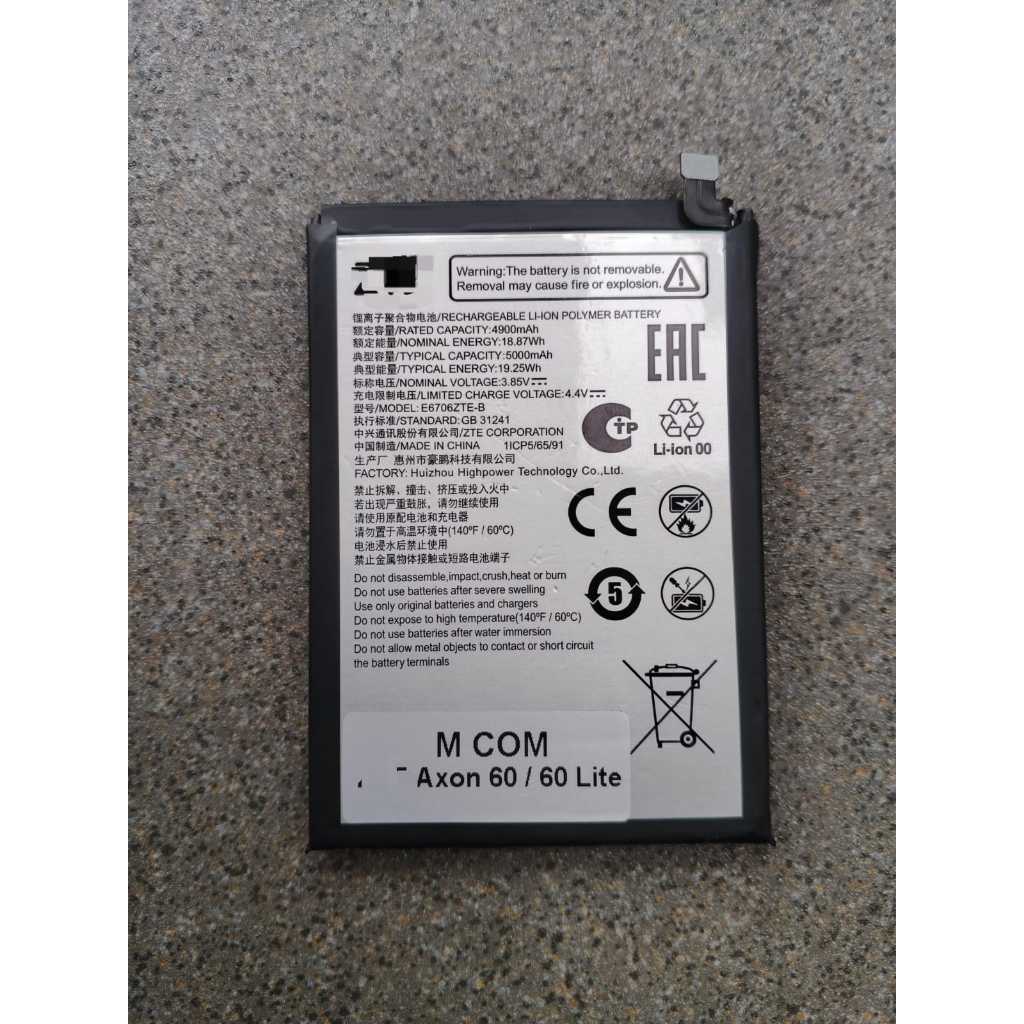 Warning:The battery is not removable.
Removal may cause fire or explosion.
锂离子聚合物电池/RECHARGEABLE LI-ION POLYMER BATTERY
额定容量/RATED CAPACITY:4900mAh
额定能量/NOMINAL ENERGY:18.87Wh
典型容量/TYPICAL CAPACITY:5000mAh
典型能量/TYPICAL ENERGY:19.25Wh
标称电压/NOMINAL VOLTAGE:3.85V
充电限制电压/LIMITED CHARGE VOLTAGE:4.4V
型号/MODEL: E6706ZTE-B
执行标准/STANDARD: GB 31241
中兴通讯股份有限公司/ZTE CORPORATION
中国制造/MADE IN CHINA 1ICP5/65/91
生产厂 惠州市豪鹏科技有限公司
FACTORY: Huizhou Highpower Technology Co.,Ltd.
EAC
CTP
Li-ion 00
禁止拆解、撞击、挤压或投入火中
若出现严重鼓胀，请勿继续使用
请使用原配电池和充电器
请勿置于高温环境中(140ºF / 60ºC)
电池浸水后禁止使用
禁止金属物体接触或短路电池端子
CE
Do not disassemble,impact,crush,heat or burn
Do not use batteries after severe swelling
Use only original batteries and chargers
Do not expose to high temperature(140ºF / 60ºC)
Do not use batteries after water immersion
Do not allow metal objects to contact or short circuit
the battery terminals
5
M COM
Axon 60 / 60 Lite